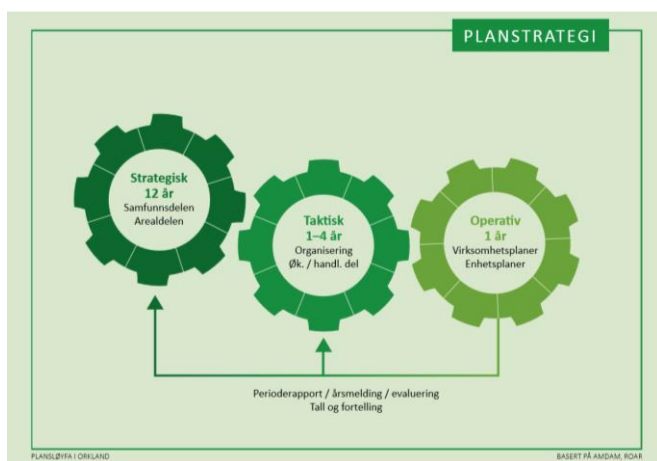 PLANSTRATEGI
Strategisk
12 år
Samfunnsdelen
Arealdelen
Taktisk
1–4 år
Organisering
Øk. / handl. del
Operativ
1 år
Virksomhetsplaner
Enhetsplaner
Perioderapport / årsmelding / evaluering
Tall og fortelling
PLANSLØYFA I ORKLAND
BASERT PÅ AMDAM, ROAR